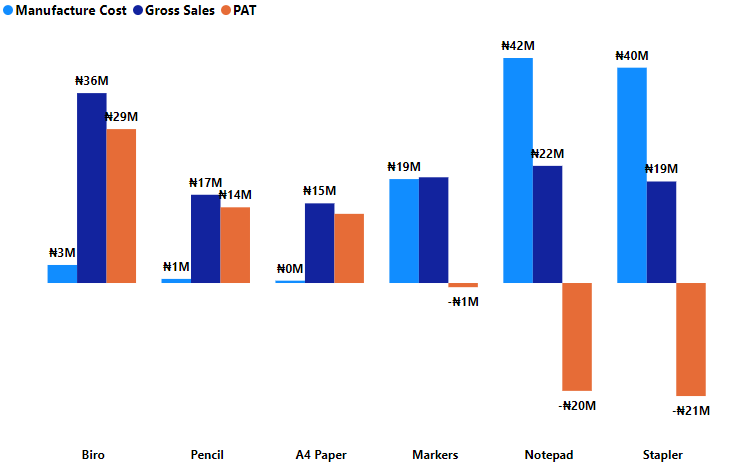 Manufacture Cost Gross Sales PAT
₦42M
₦40M
₦36M
₦29M
₦22M
₦19M
₦19M
₦17M
₦14M
₦15M
₦3M
₦1M
₦0M
-₦1M
-₦20M
-₦21M
Biro Pencil A4 Paper Markers Notepad Stapler